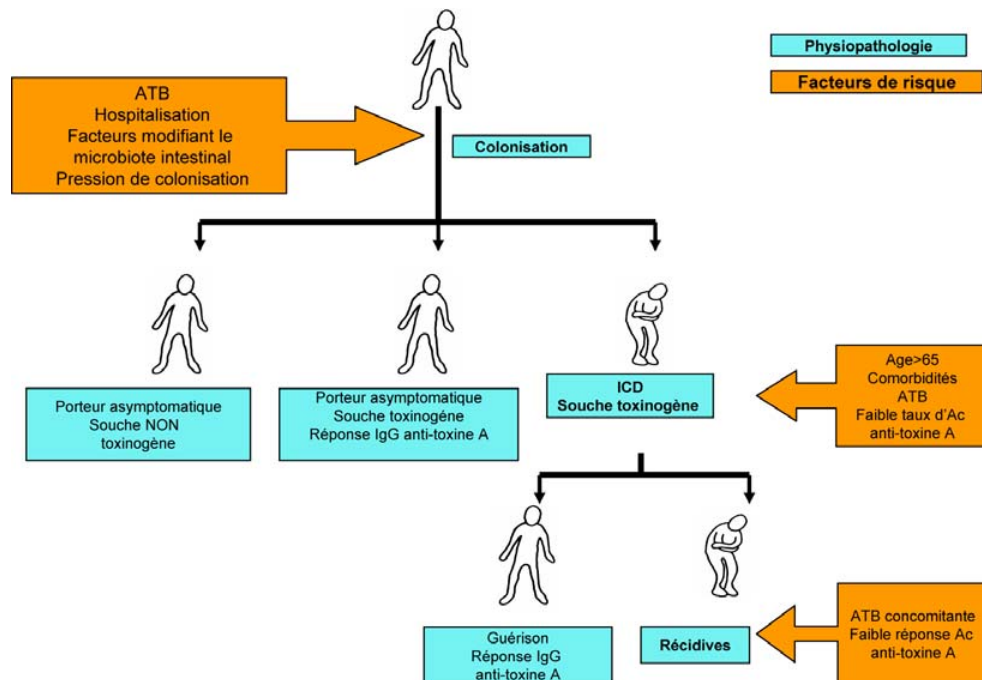 Physiopathologie
Facteurs de risque
ATB
Hospitalisation
Facteurs modifiant le
microbiote intestinal
Pression de colonisation
Colonisation
Porteur asymptomatique
Souche NON
toxinogène
Porteur asymptomatique
Souche toxinogéne
Réponse IgG anti-toxine A
ICD
Souche toxinogène
Age>65
Comorbidités
ATB
Faible taux d'Ac
anti-toxine A
Guérison
Réponse IgG
anti-toxine A
Récidives
ATB concomitante
Faible réponse Ac
anti-toxine A